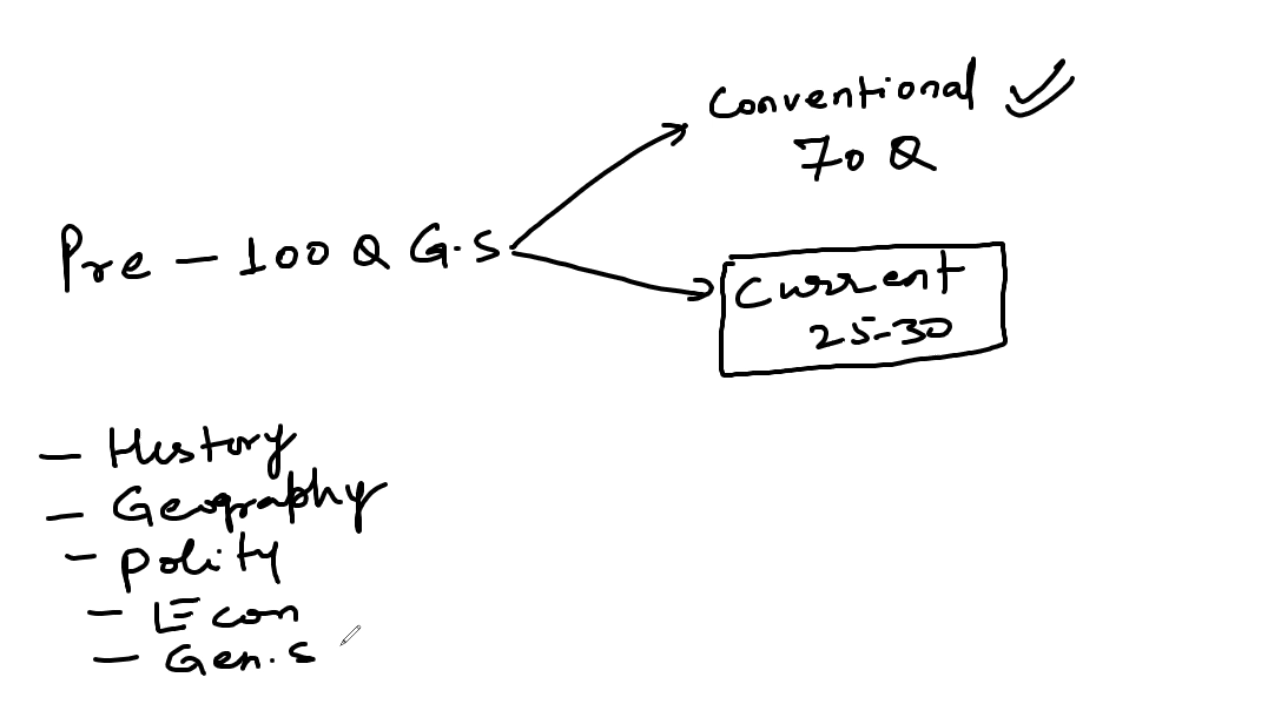 Conventional
70 Q
Pre - 100 Q G.S
Current
25-30
- History
- Geography
- Polity
- Econ
- Gen. S